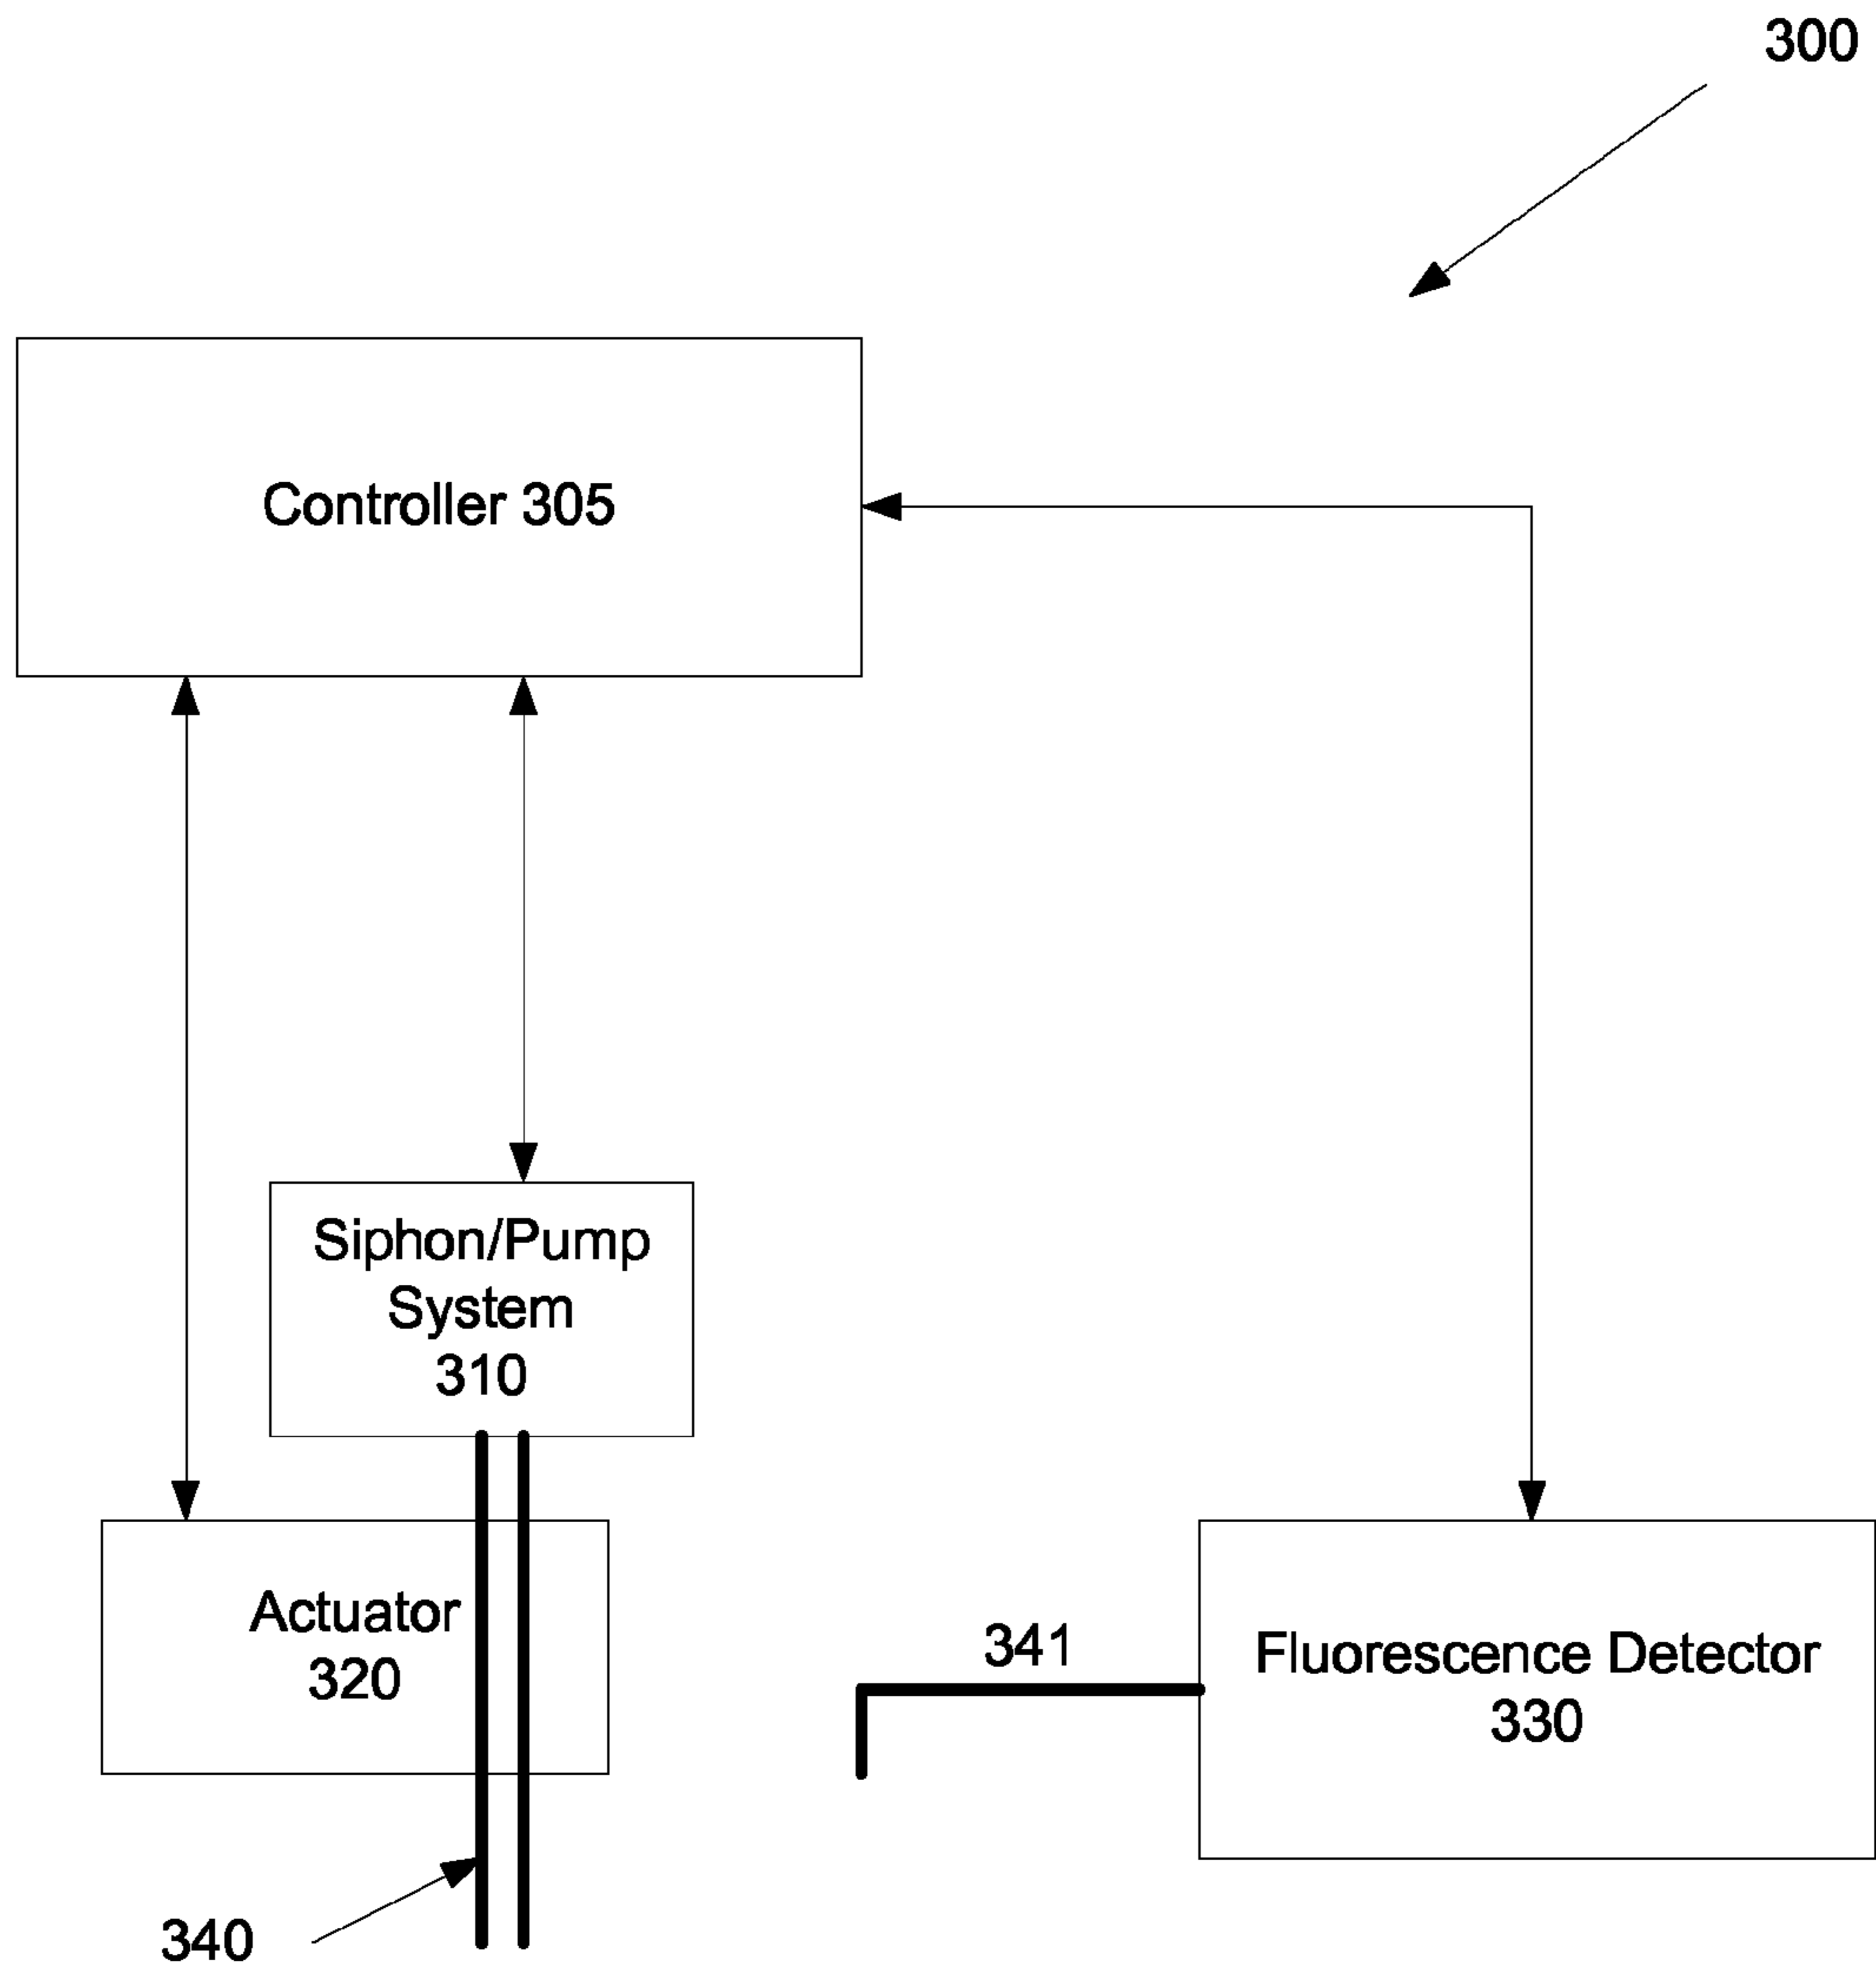 300
Controller 305
Siphon/Pump
System
310
Actuator
320
341
Fluorescence Detector
330
340